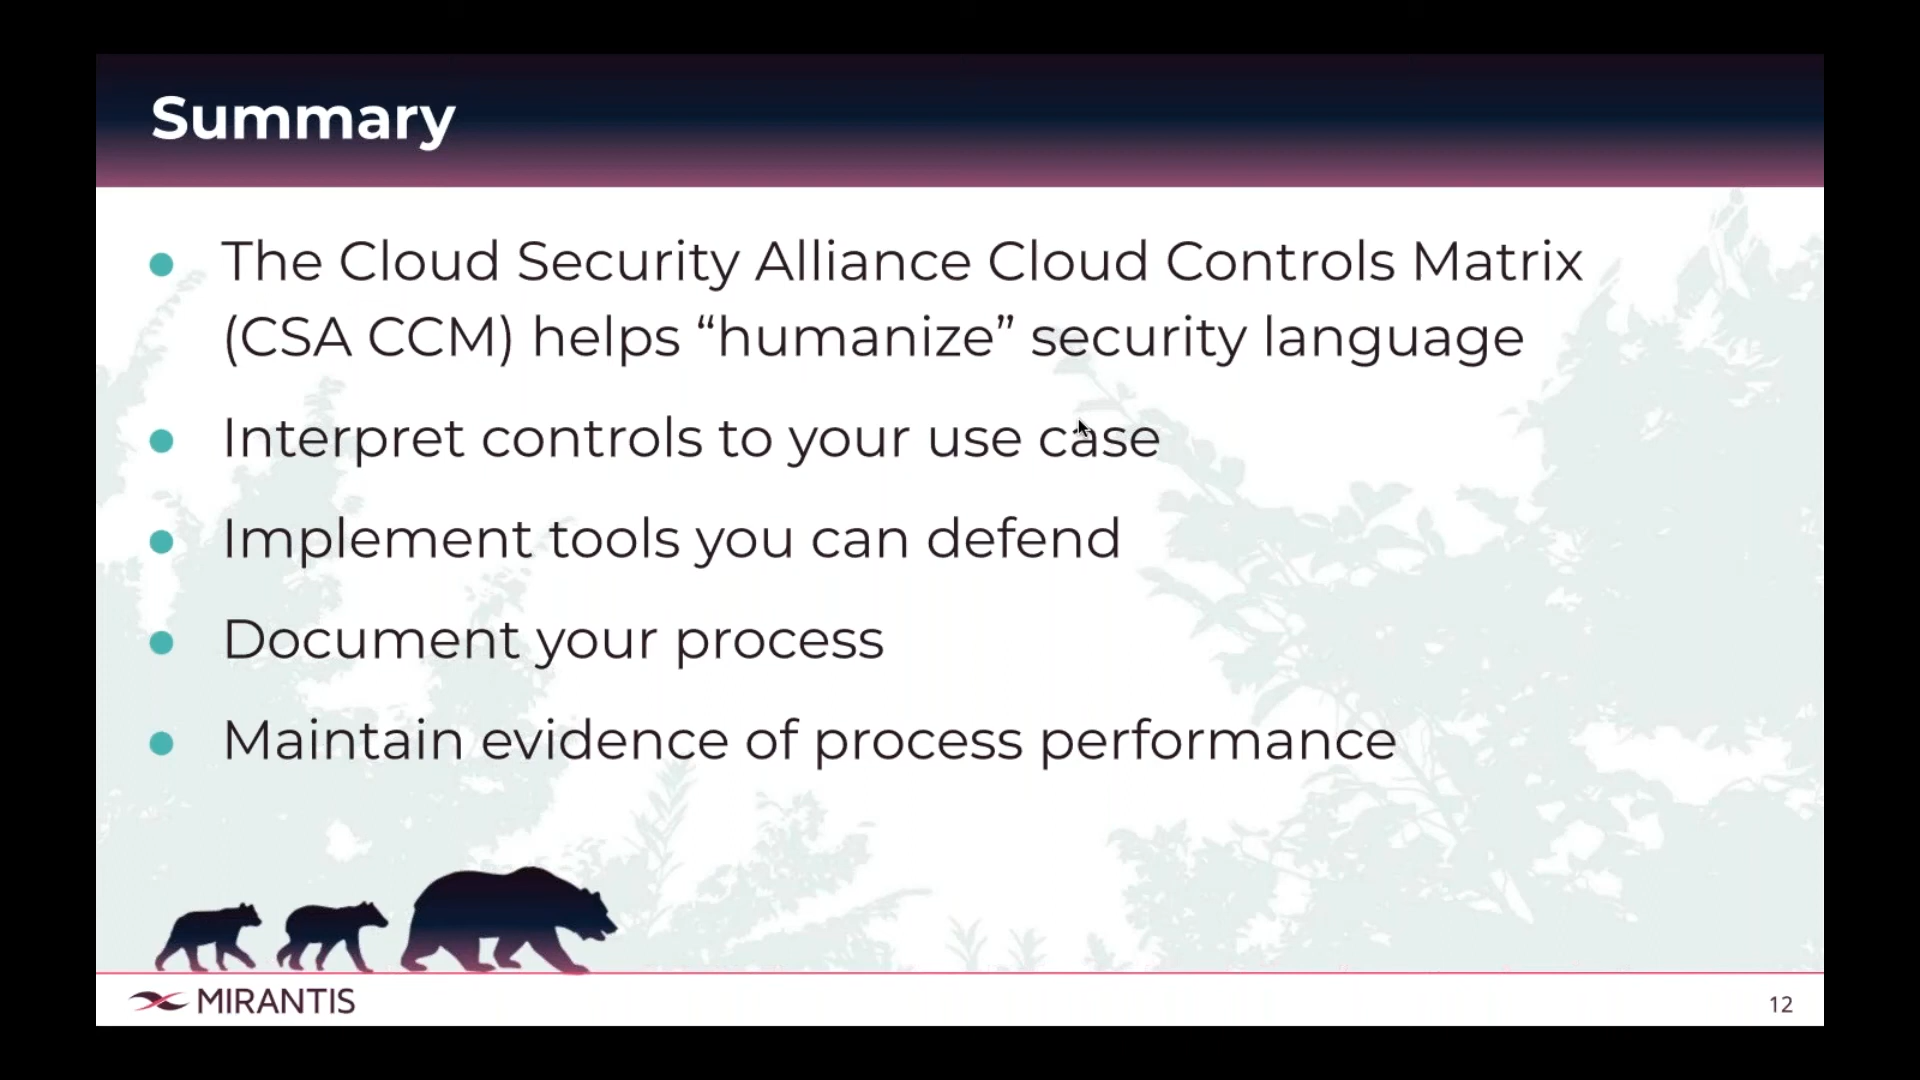 Summary
● The Cloud Security Alliance Cloud Controls Matrix
(CSA CCM) helps “humanize” security language
● Interpret controls to your use case
● Implement tools you can defend
● Document your process
● Maintain evidence of process performance
MIRANTIS
12